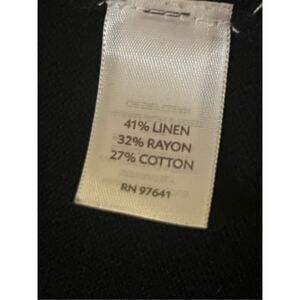 41% LINEN
32% RAYON
27% COTTON
RN 97641